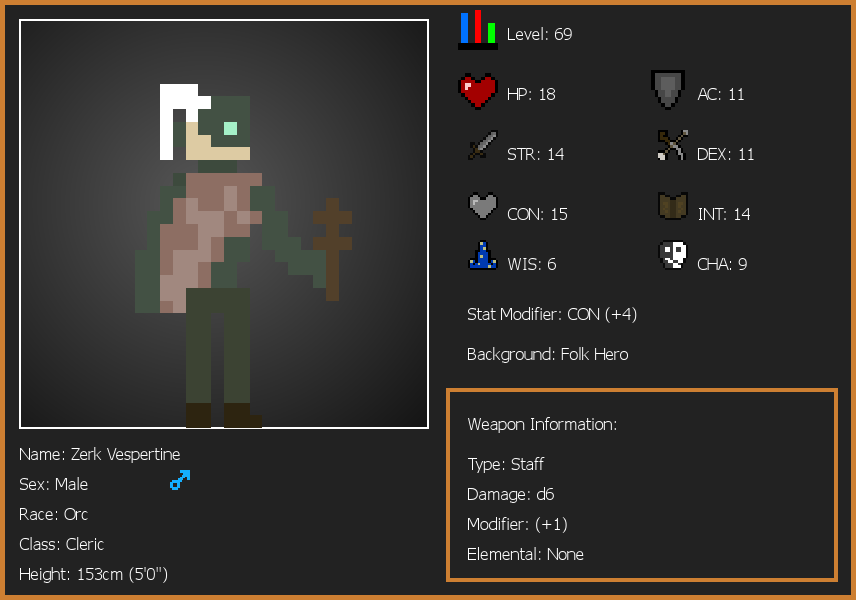 Level: 69
HP: 18
AC: 11
STR: 14
DEX: 11
CON: 15
INT: 14
WIS: 6
CHA: 9
Stat Modifier: CON (+4)
Background: Folk Hero
Weapon Information:
Type: Staff
Damage: d6
Modifier: (+1)
Elemental: None
Name: Zerk Vespertine
Sex: Male
Race: Orc
Class: Cleric
Height: 153cm (5'0")